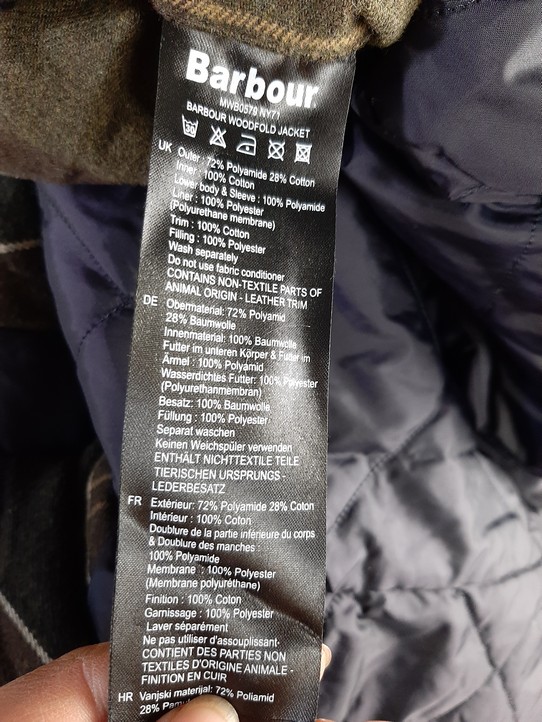 Barbour
MWB0578 NY71
BARBOUR WOODFOLD JACKET
30
UK Outer: 72% Polyamide 28% Cotton
Inner : 100% Cotton
Lower body & Sleeve : 100% Polyamide
Liner : 100% Polyester
(Polyurethane membrane)
Trim : 100% Cotton
Filling : 100% Polyester
Wash separately
Do not use fabric conditioner
CONTAINS NON-TEXTILE PARTS OF
ANIMAL ORIGIN - LEATHER TRIM
DE Obermaterial: 72% Polyamid
28% Baumwolle
Innenmaterial: 100% Baumwolle
Futter im unteren Körper & Futter im
Ärmel : 100% Polyamid
Wasserdichtes Futter: 100% Polyester
(Polyurethanmembran)
Besatz: 100% Baumwolle
Füllung : 100% Polyester
Separat waschen
Keinen Weichspüler verwenden
ENTHÄLT NICHTTEXTILE TEILE
TIERISCHEN URSPRUNGS -
LEDERBESATZ
FR Extérieur: 72% Polyamide 28% Coton
Intérieur : 100% Coton
Doublure de la partie inférieure du corps
& Doublure des manches :
100% Polyamide
Membrane : 100% Polyester
(Membrane polyuréthane)
Finition : 100% Coton
Garnissage : 100% Polyester
Laver séparément
Ne pas utiliser d'assouplissant-
CONTIENT DES PARTIES NON
TEXTILES D'ORIGINE ANIMALE -
FINITION EN CUIR
HR Vanjski materijal: 72% Poliamid
28%